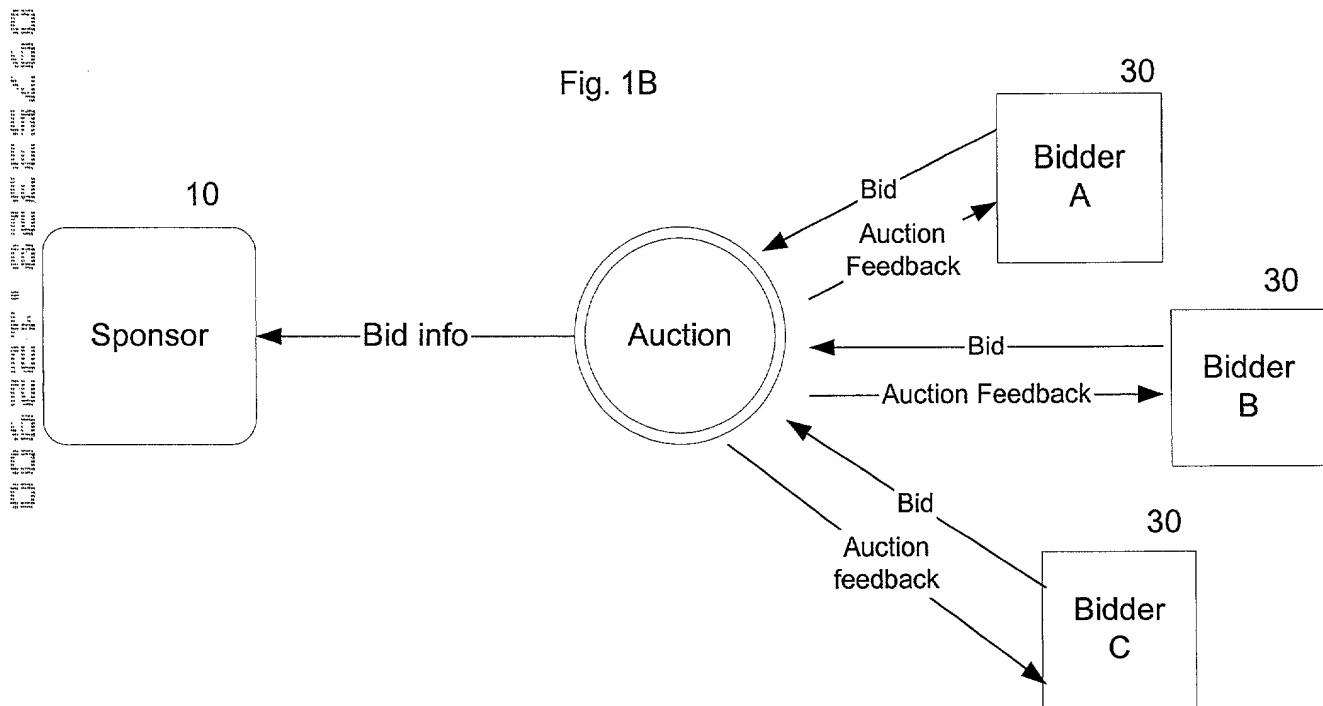 Fig. 1B
10
Sponsor
Bid info
Auction
30
Bidder
A
Bid
Auction
Feedback
30
Bidder
B
Bid
Auction Feedback
30
Bidder
C
Bid
Auction
feedback